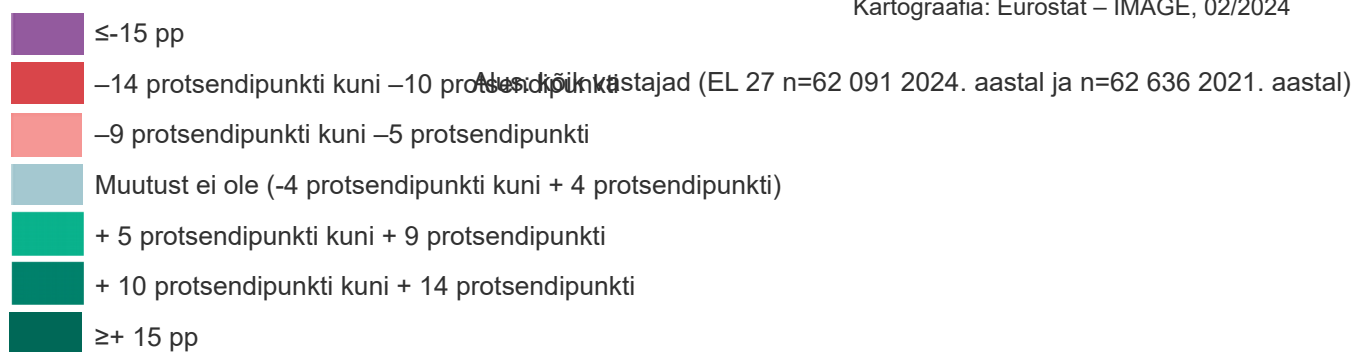 Kartograafia: Eurostat – IMAGE, 02/2024
≤-15 pp
–14 protsendipunkti kuni –10 protsendipunkti
Alus: kõik vastajad (EL 27 n=62 091 2024. aastal ja n=62 636 2021. aastal)
–9 protsendipunkti kuni –5 protsendipunkti
Muutust ei ole (-4 protsendipunkti kuni + 4 protsendipunkti)
+ 5 protsendipunkti kuni + 9 protsendipunkti
+ 10 protsendipunkti kuni + 14 protsendipunkti
≥+ 15 pp